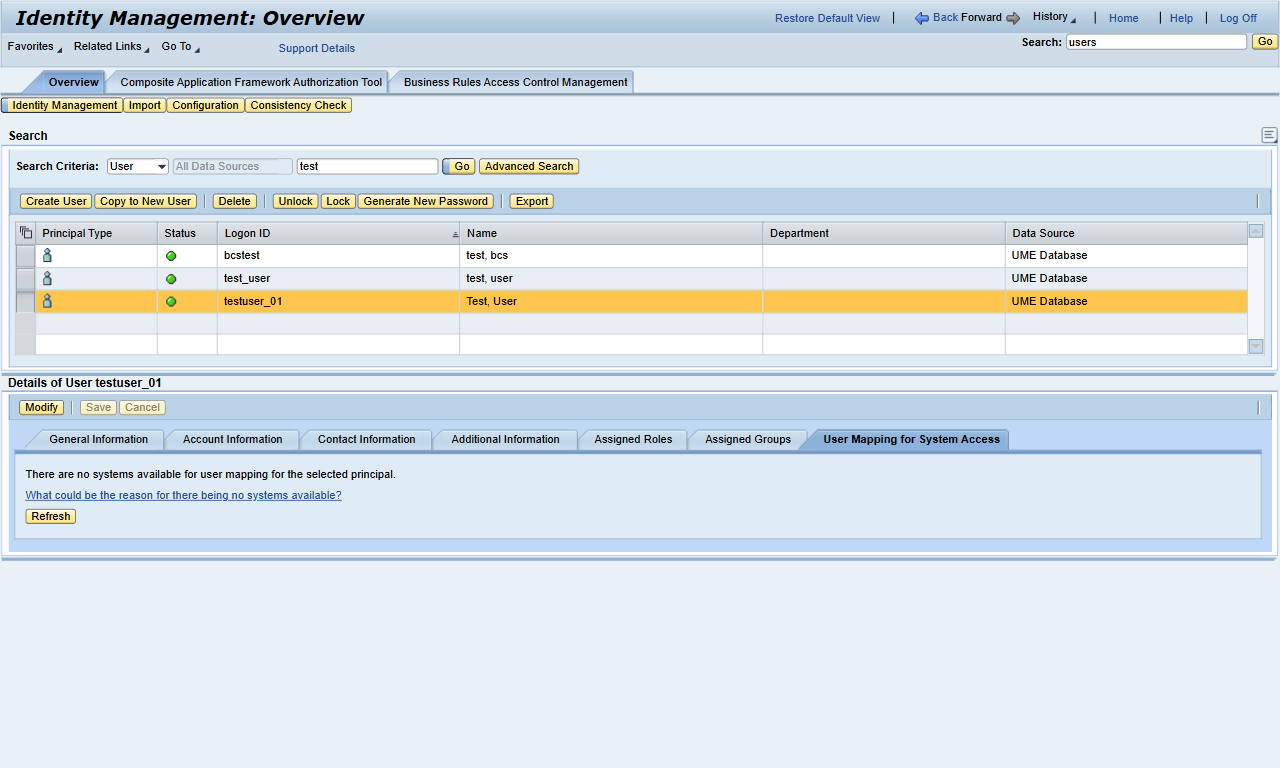 Identity Management: Overview
Restore Default View | Back Forward History | Home | Help | Log Off
Favorites Related Links Go To Support Details
Search: users Go
Overview Composite Application Framework Authorization Tool Business Rules Access Control Management
Identity Management Import Configuration Consistency Check
Search
Search Criteria: User All Data Sources test Go Advanced Search
Create User Copy to New User Delete Unlock Lock Generate New Password Export
Principal Type Status Logon ID Name Department Data Source
bcstest test, bcs UME Database
test_user test, user UME Database
testuser_01 Test, User UME Database
Details of User testuser_01
Modify Save Cancel
General Information Account Information Contact Information Additional Information Assigned Roles Assigned Groups User Mapping for System Access
There are no systems available for user mapping for the selected principal.
What could be the reason for there being no systems available?
Refresh